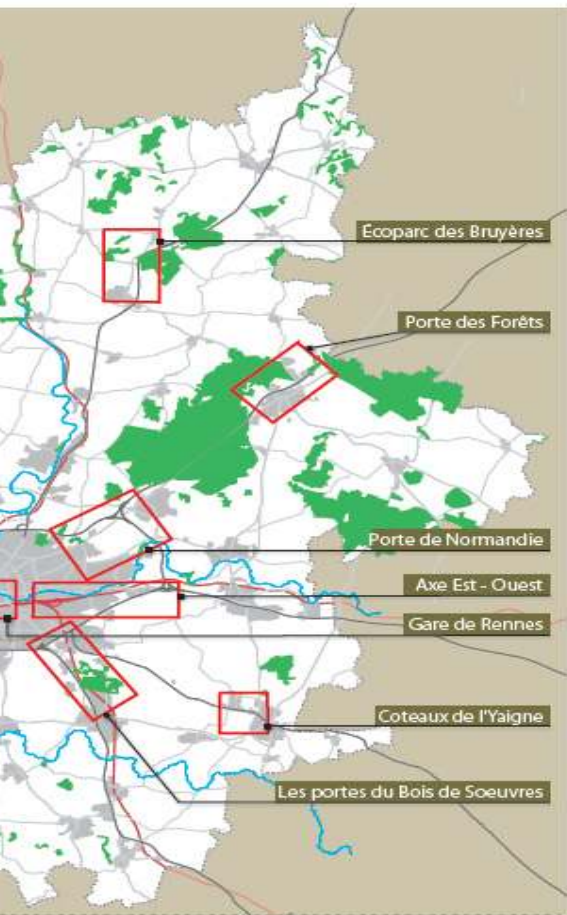 Écoparc des Bruyères
Porte des Forêts
Porte de Normandie
Axe Est - Ouest
Gare de Rennes
Coteaux de l'Yaigne
Les portes du Bois de Soeuvres